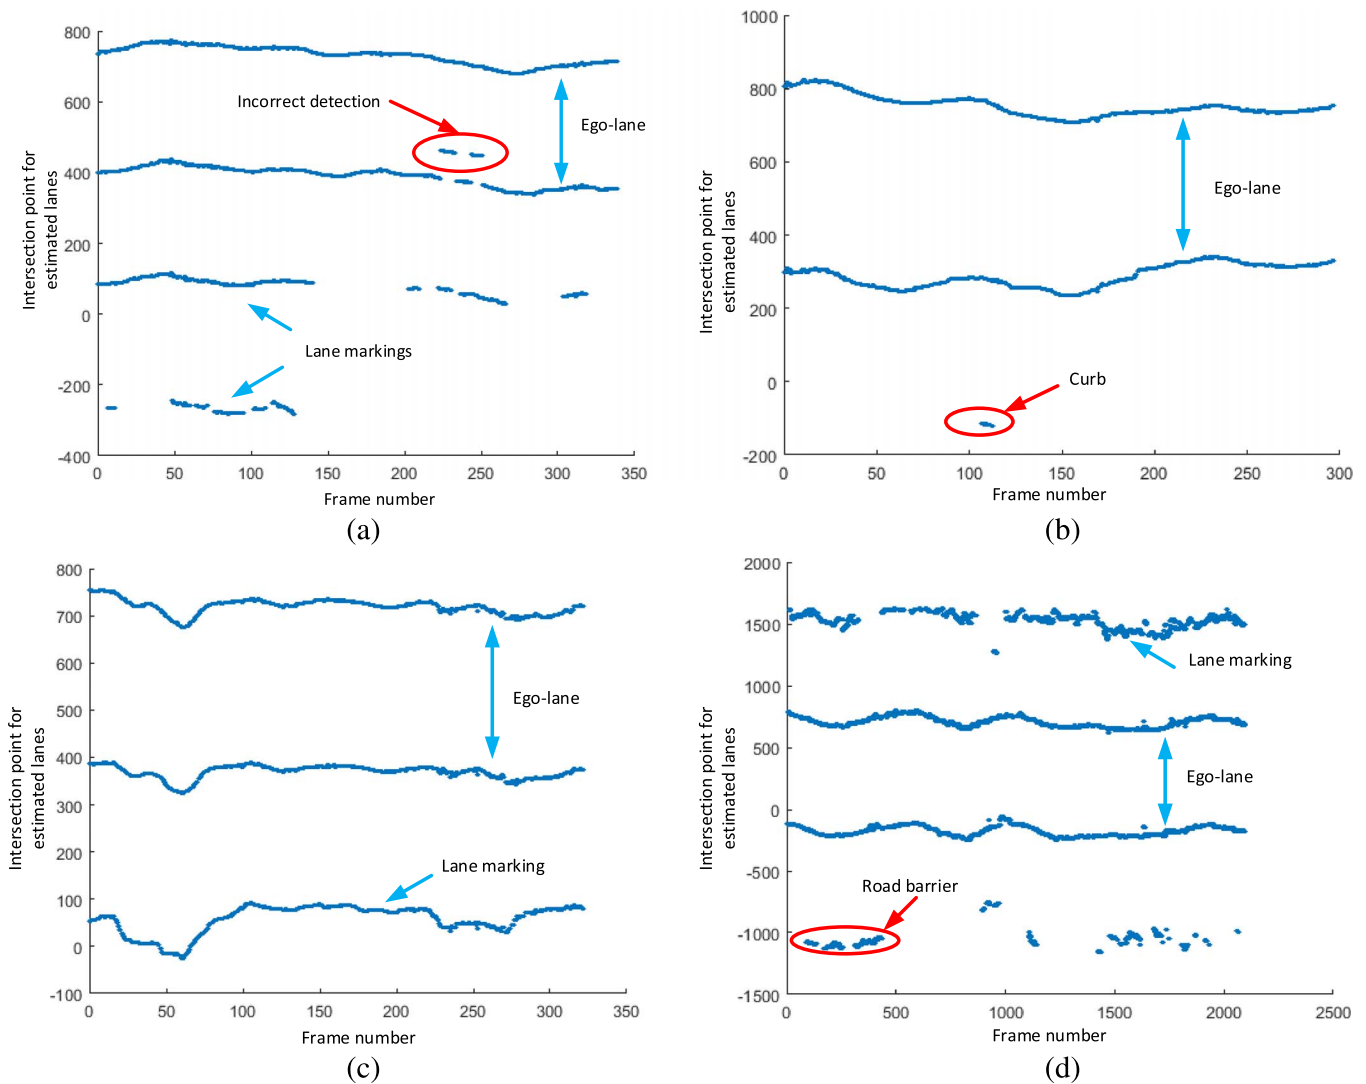 800
600
400
200
0
-200
-400
0
50
100
150
200
250
300
350
Intersection point for
estimated lanes
Frame number
Incorrect detection
Ego-lane
Lane markings
(a)
1000
800
600
400
200
0
-200
0
50
100
150
200
250
300
Intersection point for
estimated lanes
Frame number
Ego-lane
Curb
(b)
800
700
600
500
400
300
200
100
0
-100
0
50
100
150
200
250
300
350
Intersection point for
estimated lanes
Frame number
Ego-lane
Lane marking
(c)
2000
1500
1000
500
0
-500
-1000
-1500
0
500
1000
1500
2000
2500
Intersection point for
estimated lanes
Frame number
Lane marking
Ego-lane
Road barrier
(d)